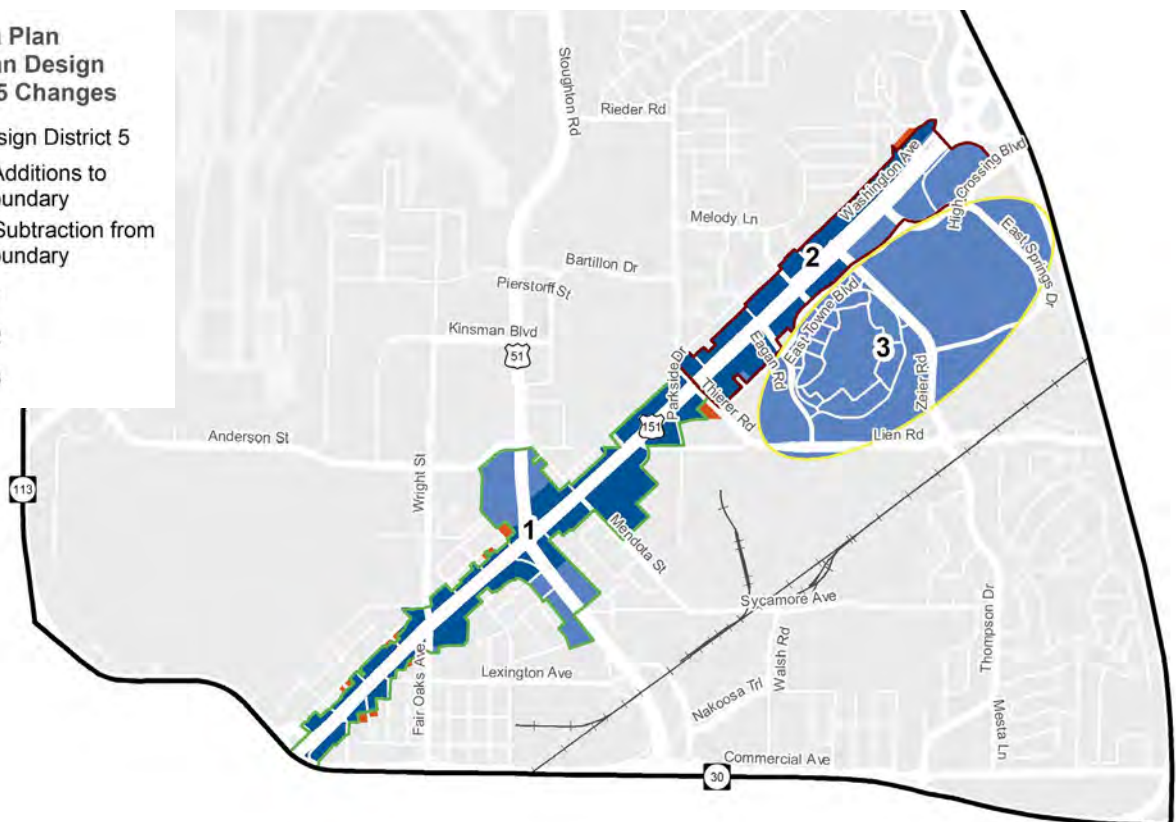 Plan
Design
5 Changes
sign District 5
Additions to
Subtraction from
Stoughton Rd
Rieder Rd
Washington Ave
High Crossing Blvd
Melody Ln
East Springs Dr
2
Bartillon Dr
Pierstorff St
East Towne Blvd
Kinsman Blvd
51
Eagan Rd
3
Parkside Dr
Zeier Rd
Thierer Rd
151
Anderson St
Lien Rd
Wright St
113
1
Mendota St
Sycamore Ave
Thompson Dr
Walsh Rd
Lexington Ave
Fair Oaks Ave
Nakoosa Trl
Mesta Ln
Commercial Ave
30